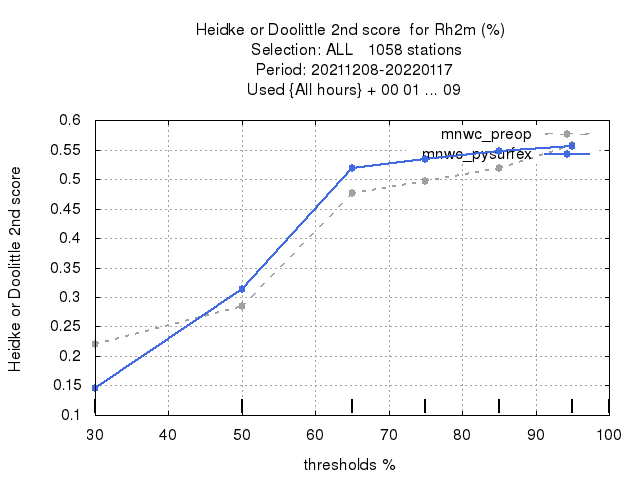 Heidke or Doolittle 2nd score for Rh2m (%)
Selection: ALL 1058 stations
Period: 20211208-20220117
Used {All hours} + 00 01 ... 09
0.6
0.55
0.5
0.45
0.4
0.35
0.3
0.25
0.2
0.15
0.1
Heidke or Doolittle 2nd score
mnwc_preop
mnwc_pysurfex
30 40 50 60 70 80 90 100
thresholds %